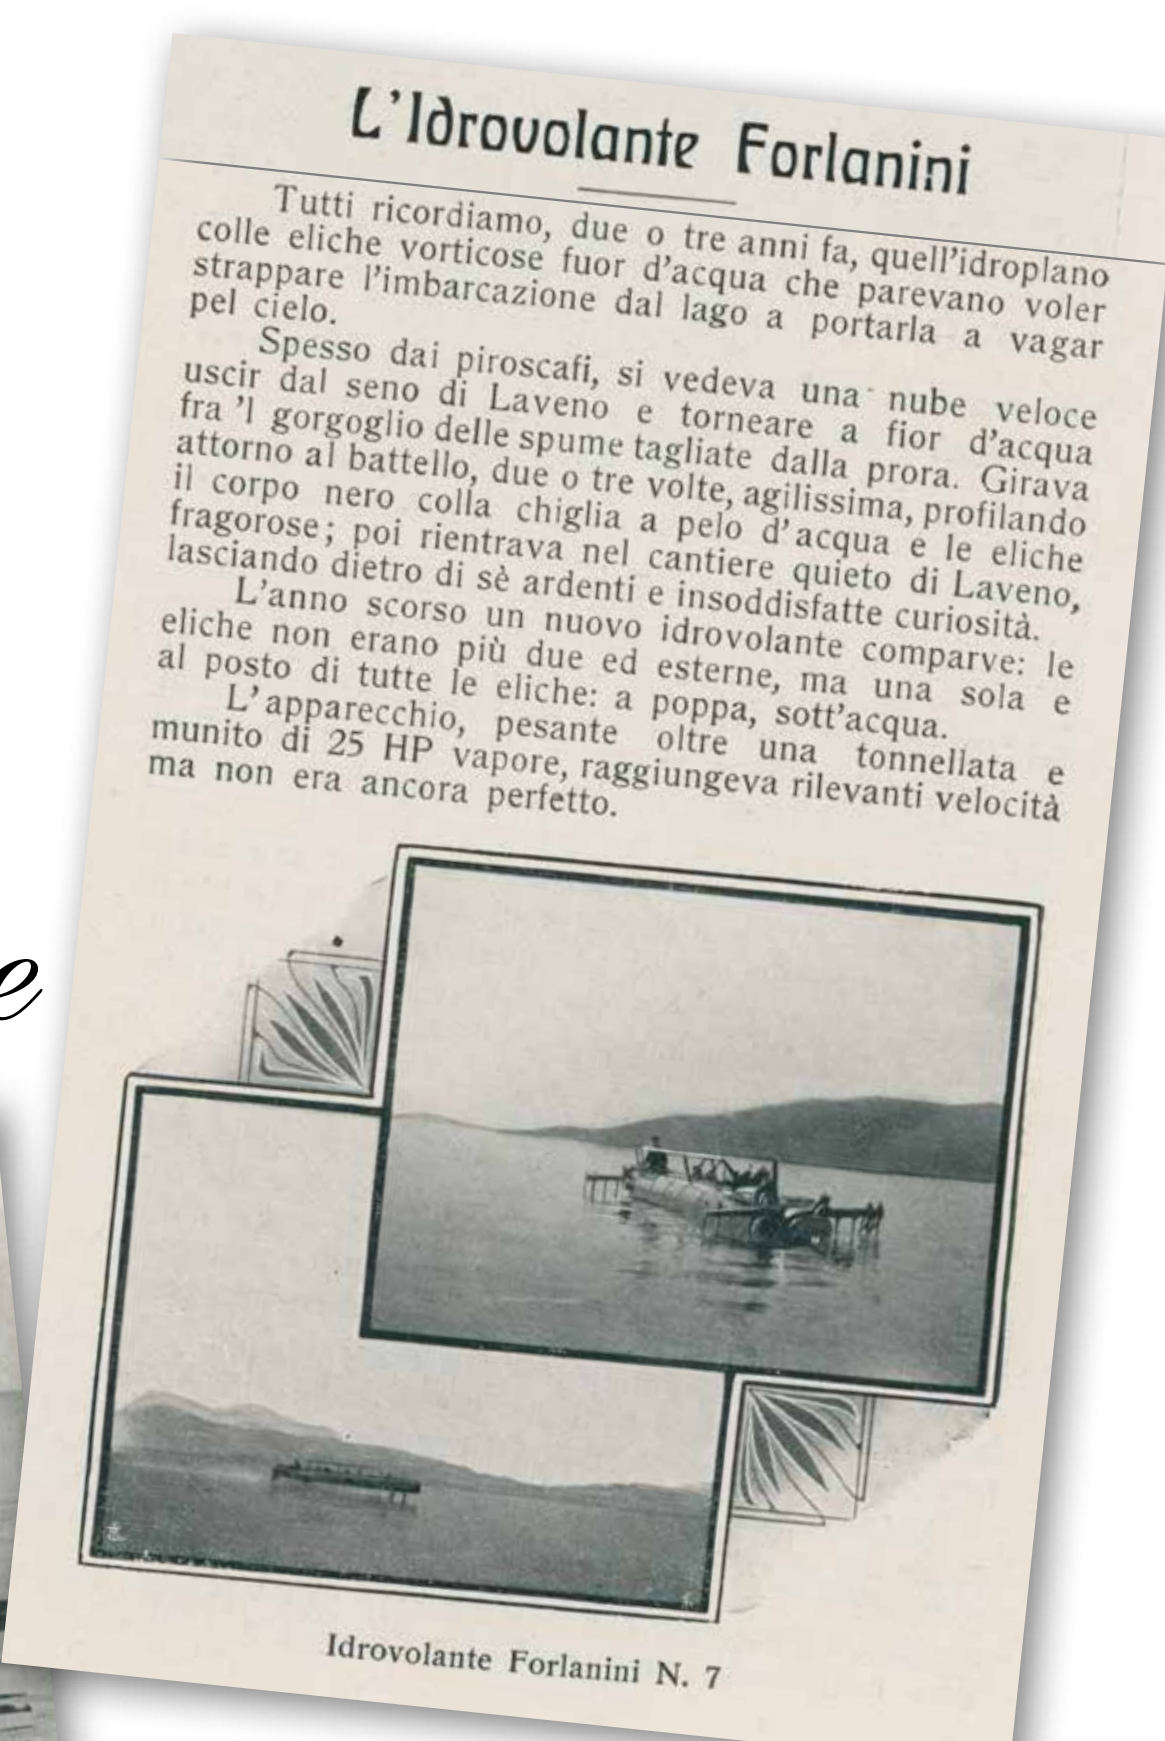 L'Idrovolante Forlanini
Tutti ricordiamo, due o tre anni fa, quell'idroplano
colle eliche vorticose fuor d'acqua che parevano voler
strappare l'imbarcazione dal lago a portarla a vagar
pel cielo.
Spesso dai piroscafi, si vedeva una nube veloce
uscir dal seno di Laveno e torneare a fior d'acqua
fra 'l gorgoglio delle spume tagliate dalla prora. Girava
attorno al battello, due o tre volte, agilissima, profilando
il corpo nero colla chiglia a pelo d'acqua e le eliche
fragorose; poi rientrava nel cantiere quieto di Laveno,
lasciando dietro di sè ardenti e insoddisfatte curiosità.
L'anno scorso un nuovo idrovolante comparve: le
eliche non erano più due ed esterne, ma una sola e
al posto di tutte le eliche: a poppa, sott'acqua.
L'apparecchio, pesante oltre una tonnellata e
munito di 25 HP vapore, raggiungeva rilevanti velocità
ma non era ancora perfetto.
e
Idrovolante Forlanini N. 7